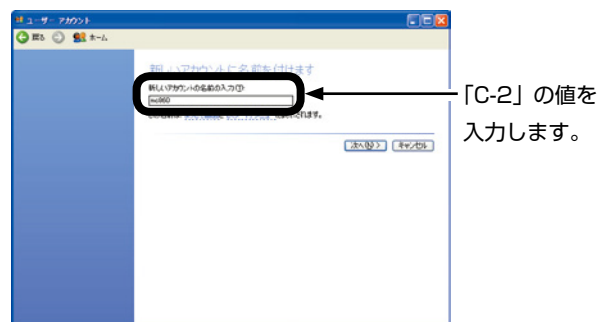 ユーザー アカウント
戻る ホーム
新しいアカウントに名前を付けます
新しいアカウントの名前の入力(T):
mc960
「C-2」の値を
入力します。
次へ(N) > キャンセル